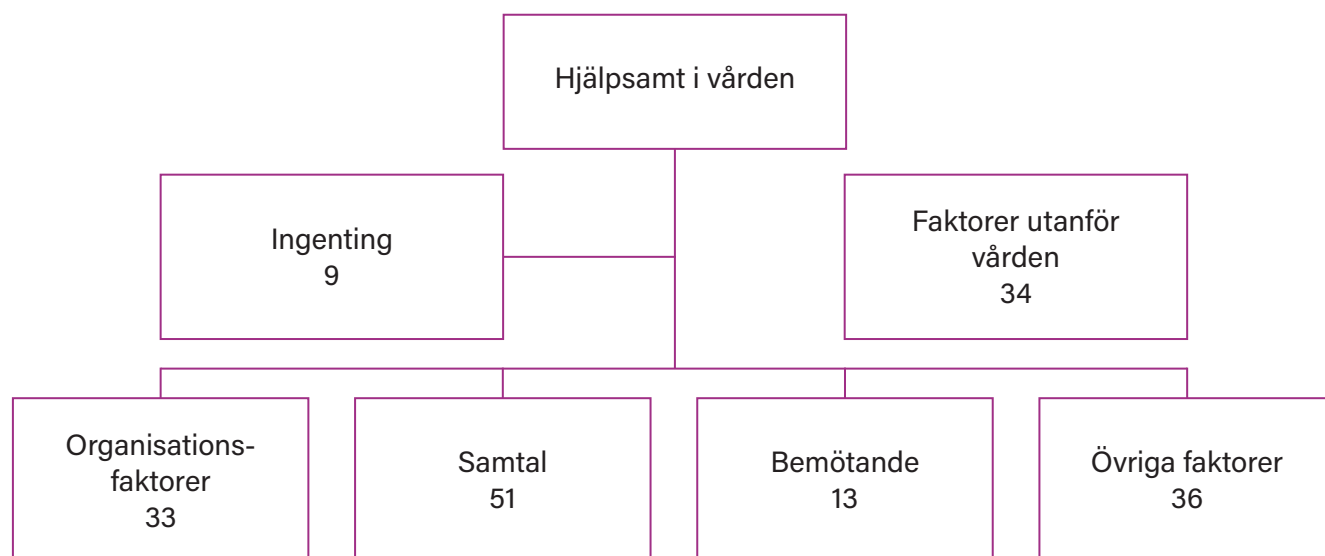 Hjälpsamt i vården
Ingenting
9
Faktorer utanför
vården
34
Organisations-
faktorer
33
Samtal
51
Bemötande
13
Övriga faktorer
36